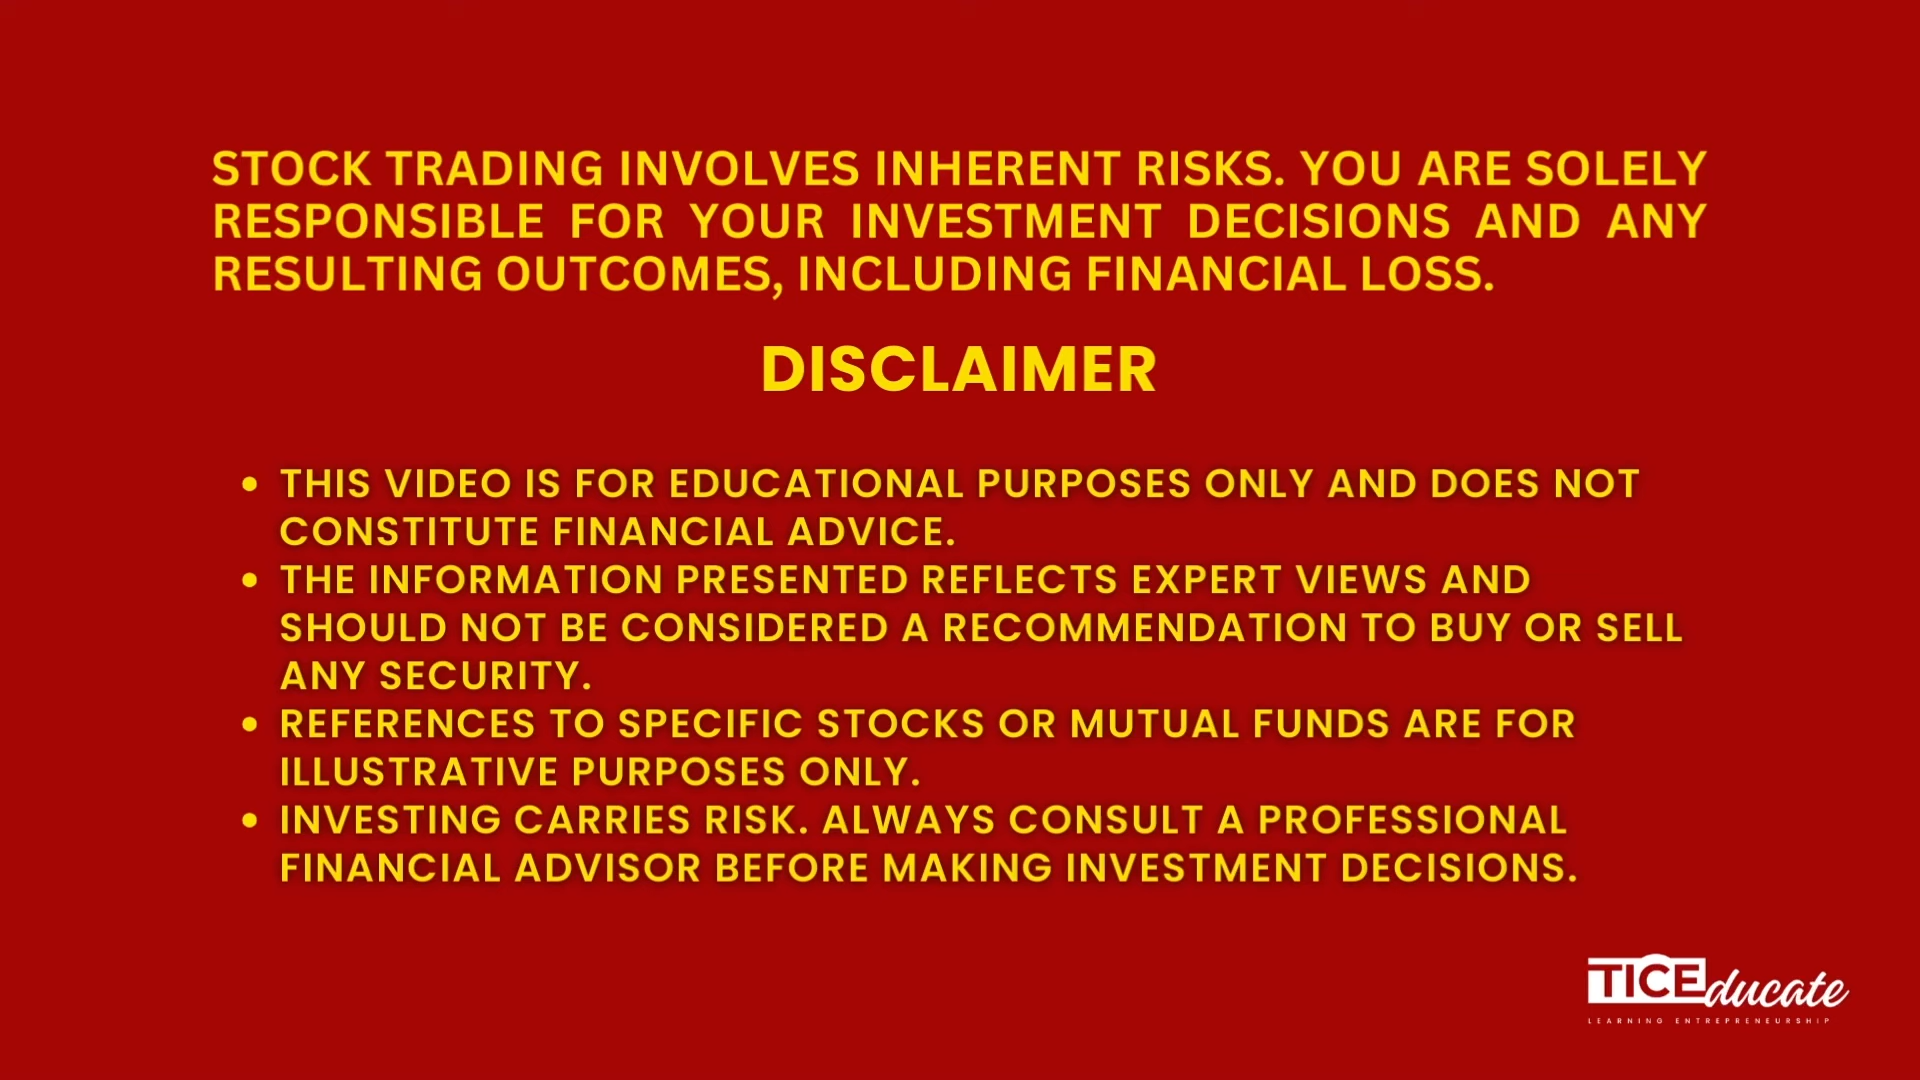 STOCK TRADING INVOLVES INHERENT RISKS. YOU ARE SOLELY
RESPONSIBLE FOR YOUR INVESTMENT DECISIONS AND ANY
RESULTING OUTCOMES, INCLUDING FINANCIAL LOSS.
DISCLAIMER
• THIS VIDEO IS FOR EDUCATIONAL PURPOSES ONLY AND DOES NOT
CONSTITUTE FINANCIAL ADVICE.
• THE INFORMATION PRESENTED REFLECTS EXPERT VIEWS AND
SHOULD NOT BE CONSIDERED A RECOMMENDATION TO BUY OR SELL
ANY SECURITY.
• REFERENCES TO SPECIFIC STOCKS OR MUTUAL FUNDS ARE FOR
ILLUSTRATIVE PURPOSES ONLY.
• INVESTING CARRIES RISK. ALWAYS CONSULT A PROFESSIONAL
FINANCIAL ADVISOR BEFORE MAKING INVESTMENT DECISIONS.
TICEducate
LEARNING ENTREPRENEURSHIP